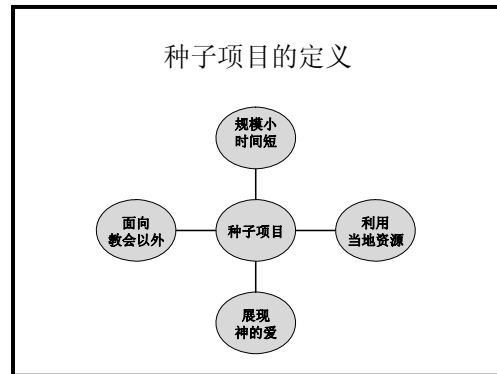 种子项目的定义
规模小
时间短
面向
教会以外
种子项目
利用
当地资源
展现
神的爱